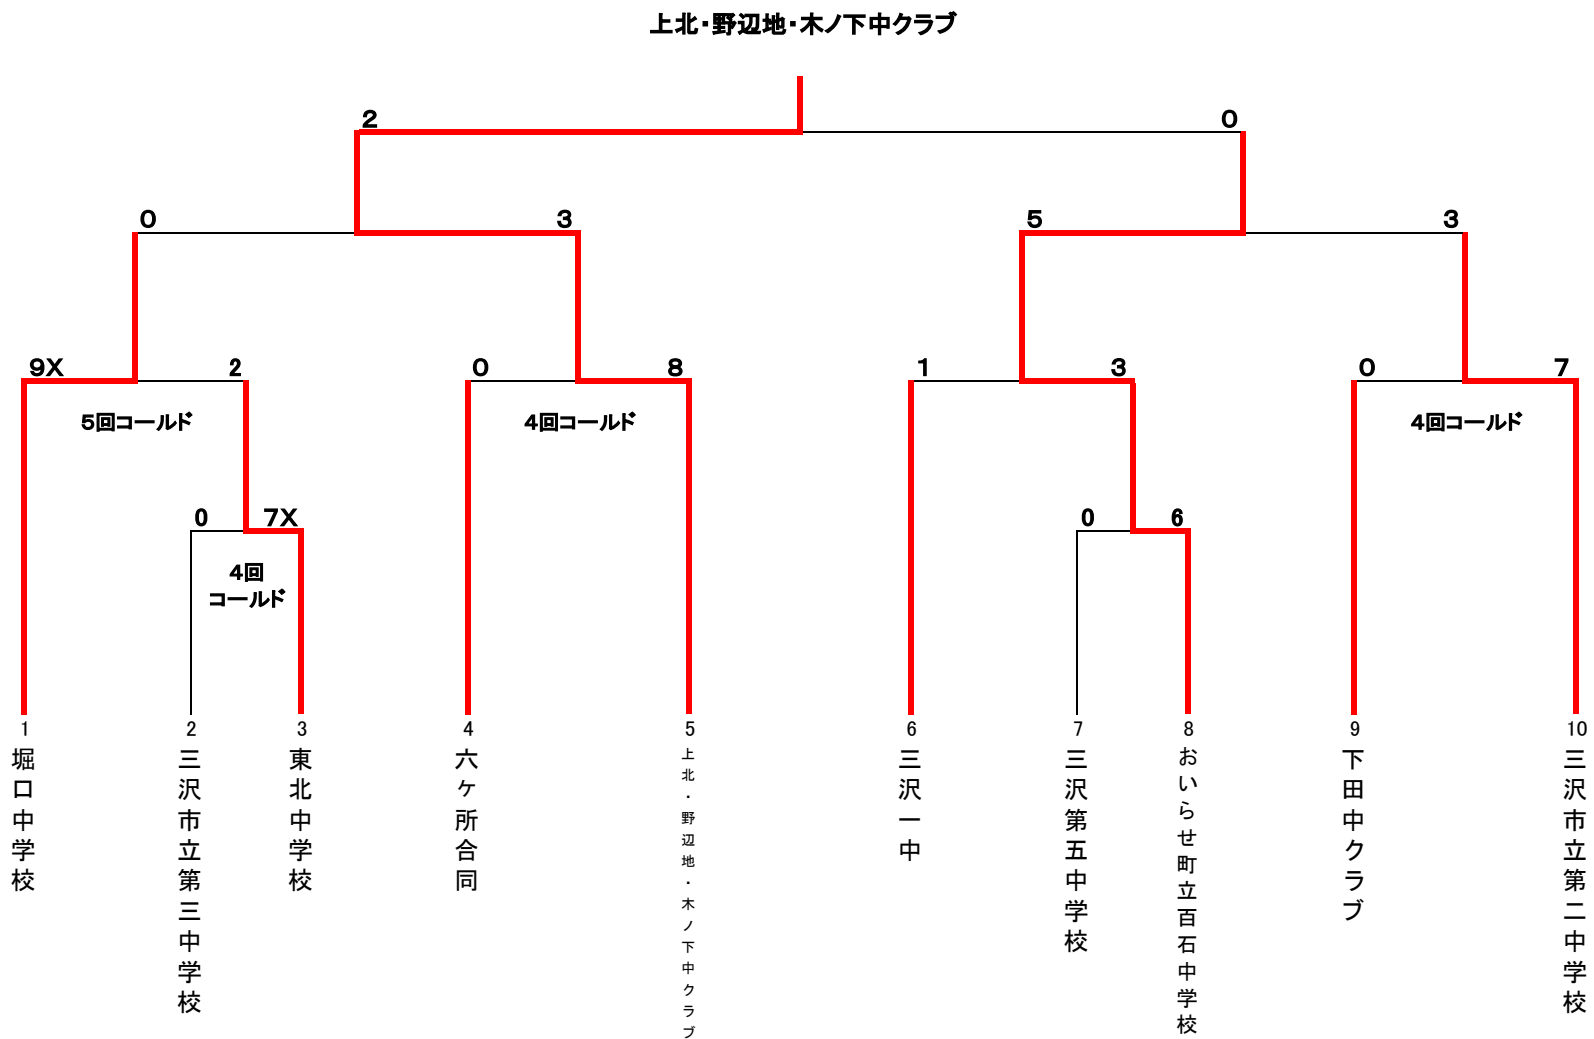 上北・野辺地・木ノ下中クラブ
2
0
0
3
5
3
9X
2
0
8
1
3
0
7
5回コールド
4回コールド
4回コールド
0
7X
0
6
4回
コールド
1
2
3
4
5
6
7
8
9
10
堀口中学校
三沢市立第三中学校
東北中学校
六ケ所合同
上北・野辺地・木ノ下中クラブ
三沢一中
三沢第五中学校
おいらせ町立百石中学校
下田中クラブ
三沢市立第二中学校